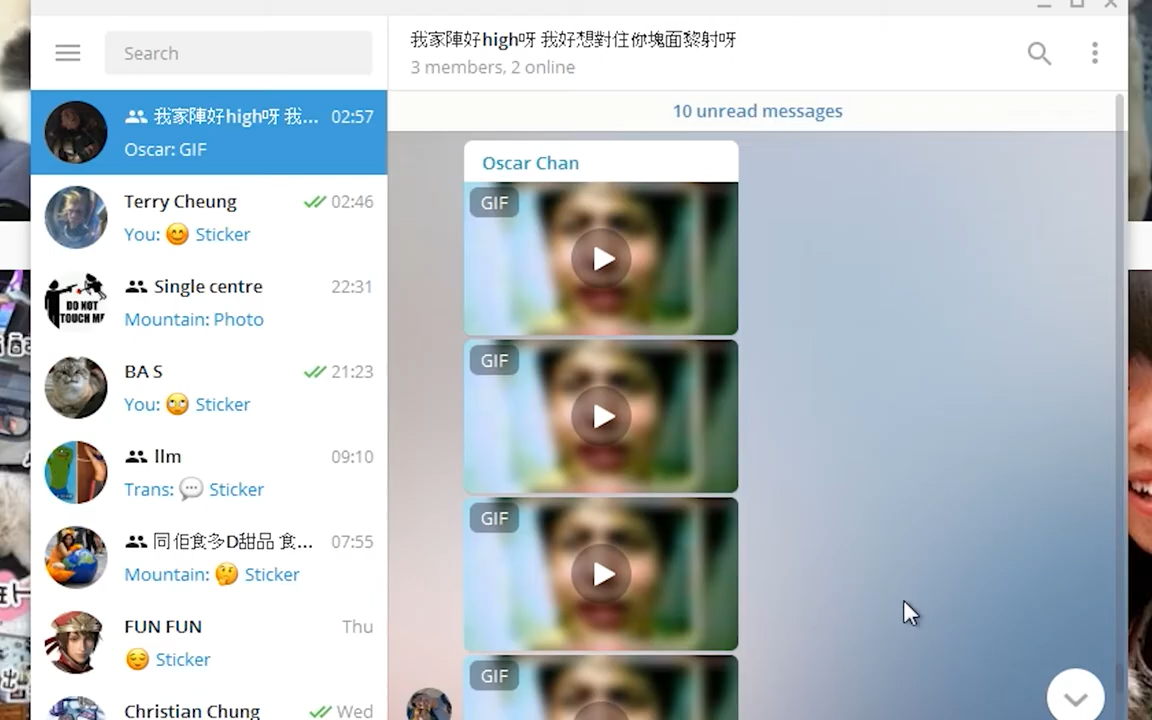 Search
我家陣好high呀 我好想對住你塊面黎射呀
3 members, 2 online
我家陣好high呀 我...
02:57
Oscar: GIF
10 unread messages
Oscar Chan
GIF
Terry Cheung
02:46
You: 😊 Sticker
Single centre
22:31
Mountain: Photo
DO NOT
TOUCH ME
GIF
BA S
21:23
You: 🙄 Sticker
llm
09:10
Trans: 💬 Sticker
GIF
同佢食多D甜品 食...
07:55
Mountain: 🤔 Sticker
FUN FUN
Thu
😌 Sticker
GIF
Christian Chung
Wed